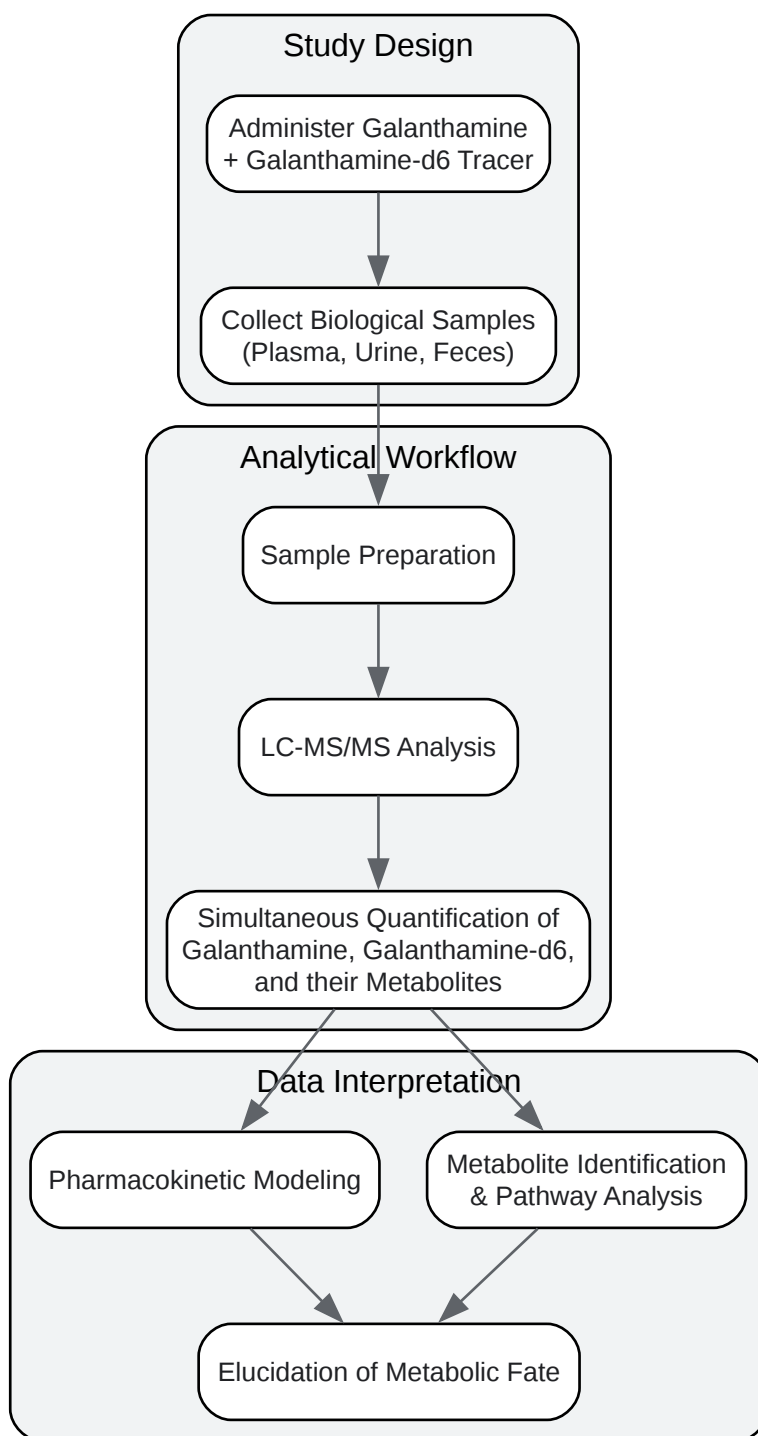 Study Design
Administer Galanthamine
+ Galanthamine-d6 Tracer
Collect Biological Samples
(Plasma, Urine, Feces)
Analytical Workflow
Sample Preparation
LC-MS/MS Analysis
Simultaneous Quantification of
Galanthamine, Galanthamine-d6,
and their Metabolites
Data Interpretation
Pharmacokinetic Modeling
Metabolite Identification
& Pathway Analysis
Elucidation of Metabolic Fate